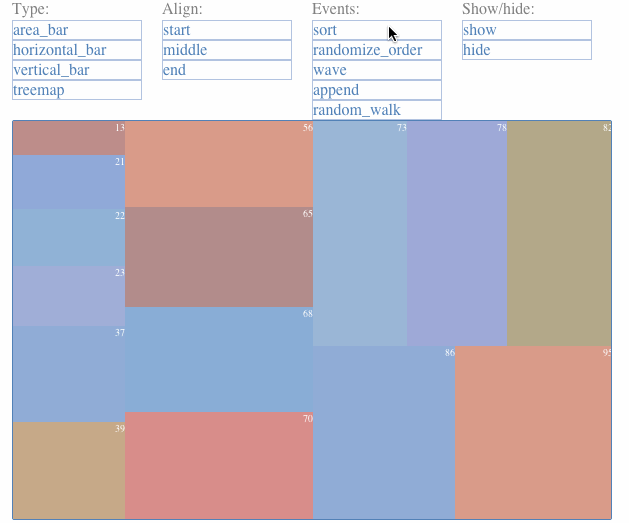 Type:
area_bar
horizontal_bar
vertical_bar
treemap
Align:
start
middle
end
Events:
sort
randomize_order
wave
append
random_walk
Show/hide:
show
hide
13
21
22
23
37
39
56
65
68
70
73
78
82
86
95